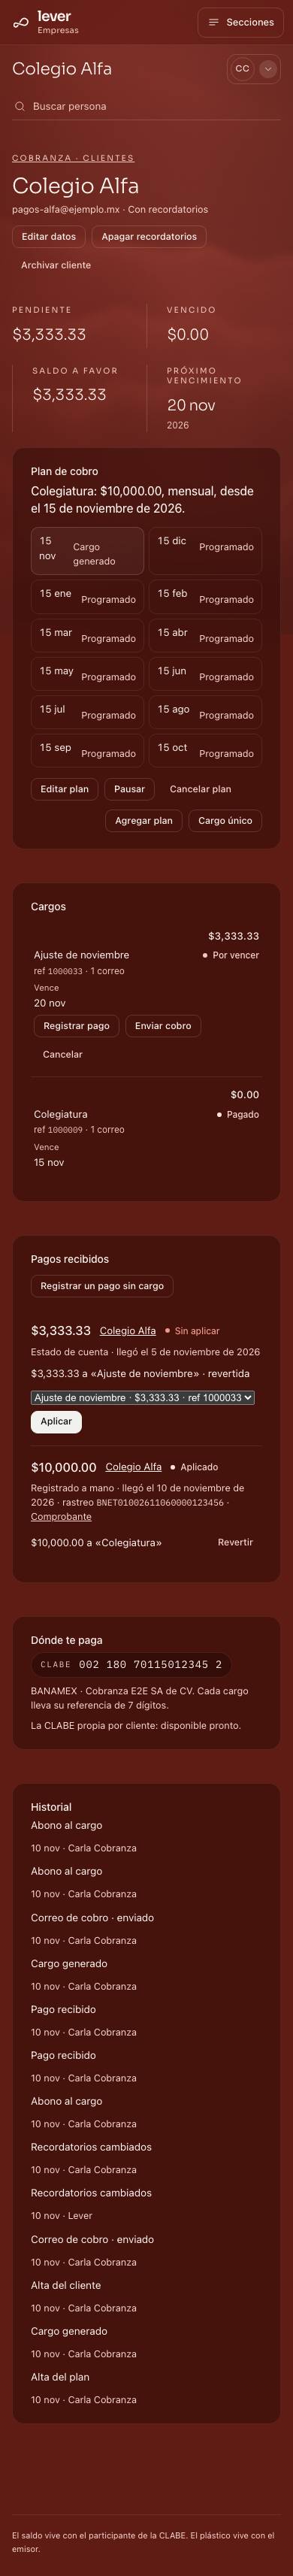 lever
Empresas
Secciones
Colegio Alfa
CC
Buscar persona
COBRANZA · CLIENTES
Colegio Alfa
pagos-alfa@ejemplo.mx · Con recordatorios
Editar datos
Apagar recordatorios
Archivar cliente
PENDIENTE
$3,333.33
VENCIDO
$0.00
SALDO A FAVOR
$3,333.33
PRÓXIMO
VENCIMIENTO
20 nov
2026
Plan de cobro
Colegiatura: $10,000.00, mensual, desde
el 15 de noviembre de 2026.
15
nov
Cargo
generado
15 dic
Programado
15 ene
Programado
15 feb
Programado
15 mar
Programado
15 abr
Programado
15 may
Programado
15 jun
Programado
15 jul
Programado
15 ago
Programado
15 sep
Programado
15 oct
Programado
Editar plan
Pausar
Cancelar plan
Agregar plan
Cargo único
Cargos
$3,333.33
Ajuste de noviembre
Por vencer
ref 1000033 · 1 correo
Vence
20 nov
Registrar pago
Enviar cobro
Cancelar
$0.00
Colegiatura
Pagado
ref 1000009 · 1 correo
Vence
15 nov
Pagos recibidos
Registrar un pago sin cargo
$3,333.33 Colegio Alfa Sin aplicar
Estado de cuenta · llegó el 5 de noviembre de 2026
$3,333.33 a «Ajuste de noviembre» · revertida
Ajuste de noviembre · $3,333.33 · ref 1000033
Aplicar
$10,000.00 Colegio Alfa Aplicado
Registrado a mano · llegó el 10 de noviembre de
2026 · rastreo BNET01002611060000123456 ·
Comprobante
$10,000.00 a «Colegiatura»
Revertir
Dónde te paga
CLABE 002 180 70115012345 2
BANAMEX · Cobranza E2E SA de CV. Cada cargo
lleva su referencia de 7 dígitos.
La CLABE propia por cliente: disponible pronto.
Historial
Abono al cargo
10 nov · Carla Cobranza
Abono al cargo
10 nov · Carla Cobranza
Correo de cobro · enviado
10 nov · Carla Cobranza
Cargo generado
10 nov · Carla Cobranza
Pago recibido
10 nov · Carla Cobranza
Pago recibido
10 nov · Carla Cobranza
Abono al cargo
10 nov · Carla Cobranza
Recordatorios cambiados
10 nov · Carla Cobranza
Recordatorios cambiados
10 nov · Lever
Correo de cobro · enviado
10 nov · Carla Cobranza
Alta del cliente
10 nov · Carla Cobranza
Cargo generado
10 nov · Carla Cobranza
Alta del plan
10 nov · Carla Cobranza
El saldo vive con el participante de la CLABE. El plástico vive con el
emisor.